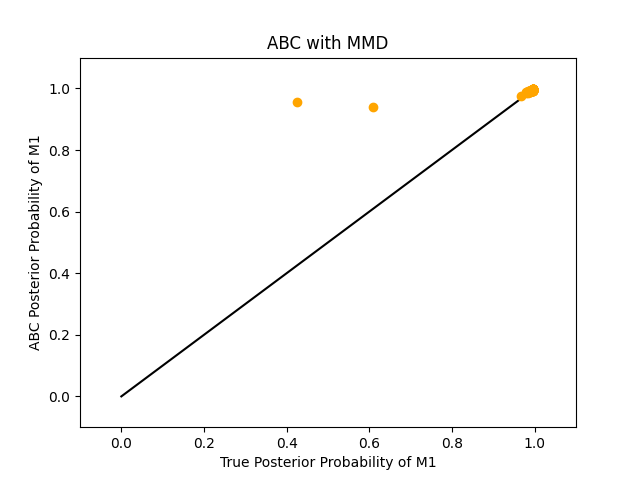 ABC with MMD
ABC Posterior Probability of M1
1.0
0.8
0.6
0.4
0.2
0.0
0.0 0.2 0.4 0.6 0.8 1.0
True Posterior Probability of M1